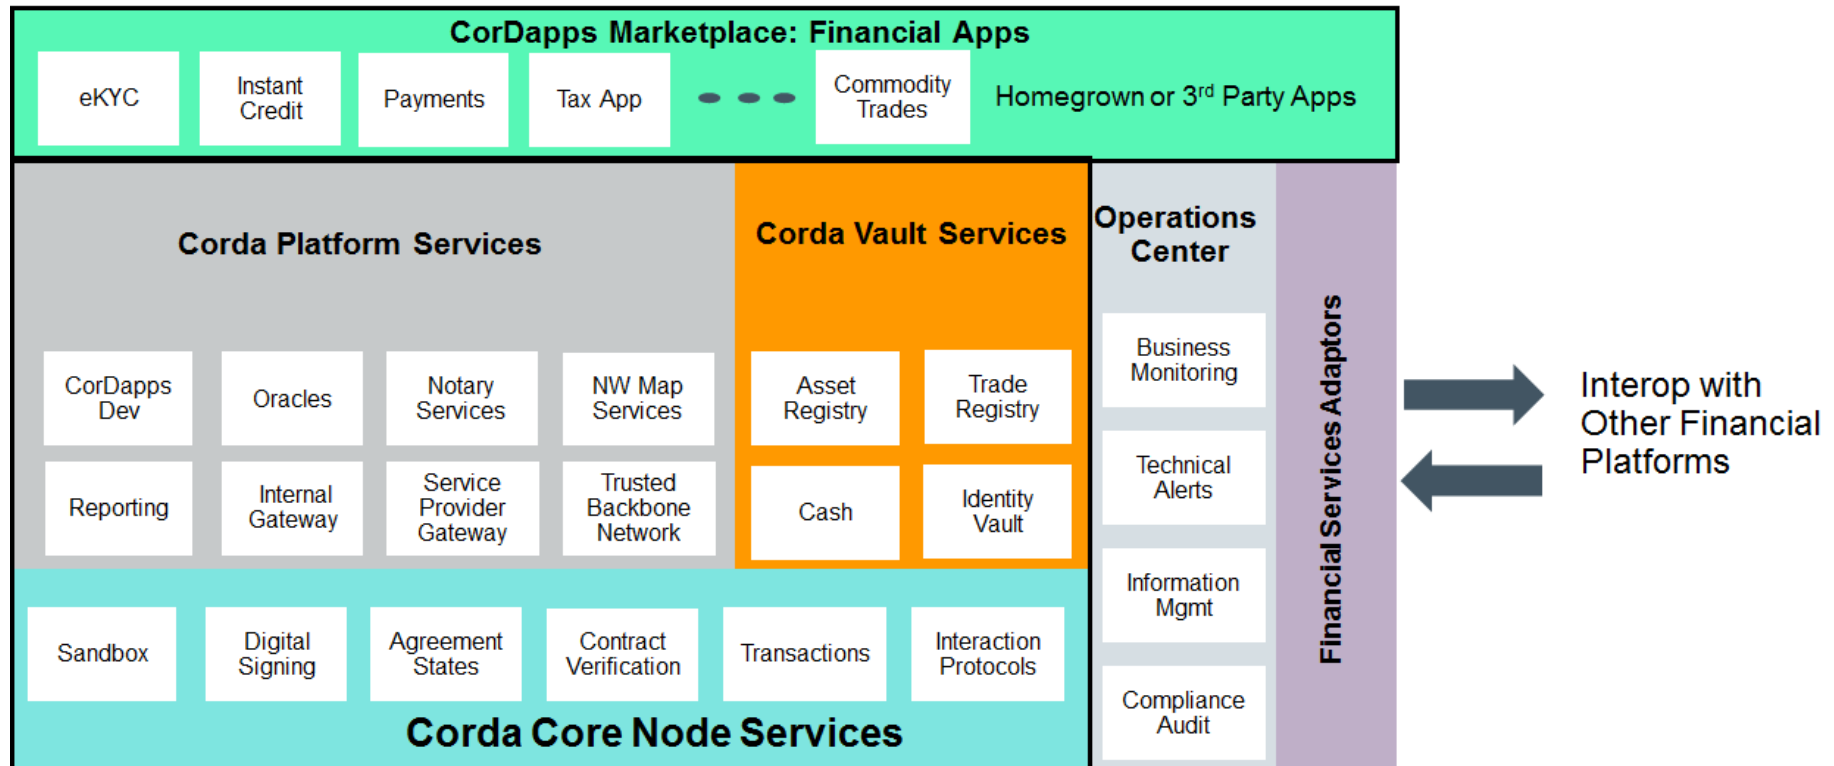 CorDapps Marketplace: Financial Apps
eKYC
Instant
Credit
Payments
Tax App
Commodity
Trades
Homegrown or 3rd Party Apps
Corda Platform Services
CorDapps
Dev
Oracles
Notary
Services
NW Map
Services
Reporting
Internal
Gateway
Service
Provider
Gateway
Trusted
Backbone
Network
Corda Vault Services
Asset
Registry
Trade
Registry
Cash
Identity
Vault
Operations
Center
Business
Monitoring
Technical
Alerts
Information
Mgmt
Compliance
Audit
Financial Services Adaptors
Interop with
Other Financial
Platforms
Sandbox
Digital
Signing
Agreement
States
Contract
Verification
Transactions
Interaction
Protocols
Corda Core Node Services